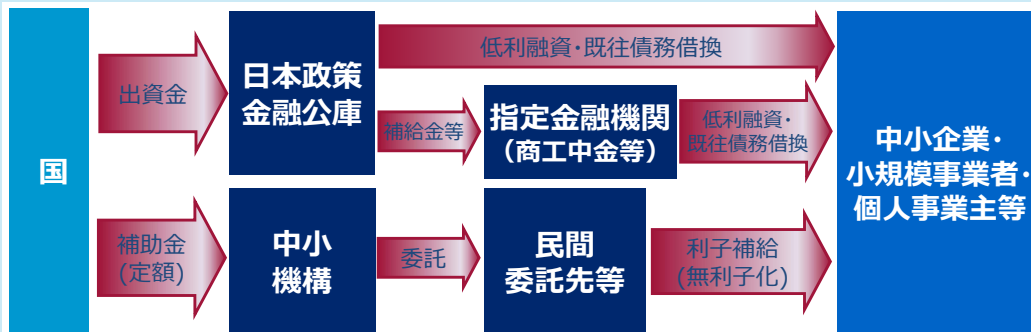 国
出資金
日本政策
金融公庫
低利融資・既往債務借換
補給金等
指定金融機関
（商工中金等）
低利融資・
既往債務借換
補助金
(定額)
中小
機構
委託
民間
委託先等
利子補給
(無利子化)
中小企業・
小規模事業者・
個人事業主等